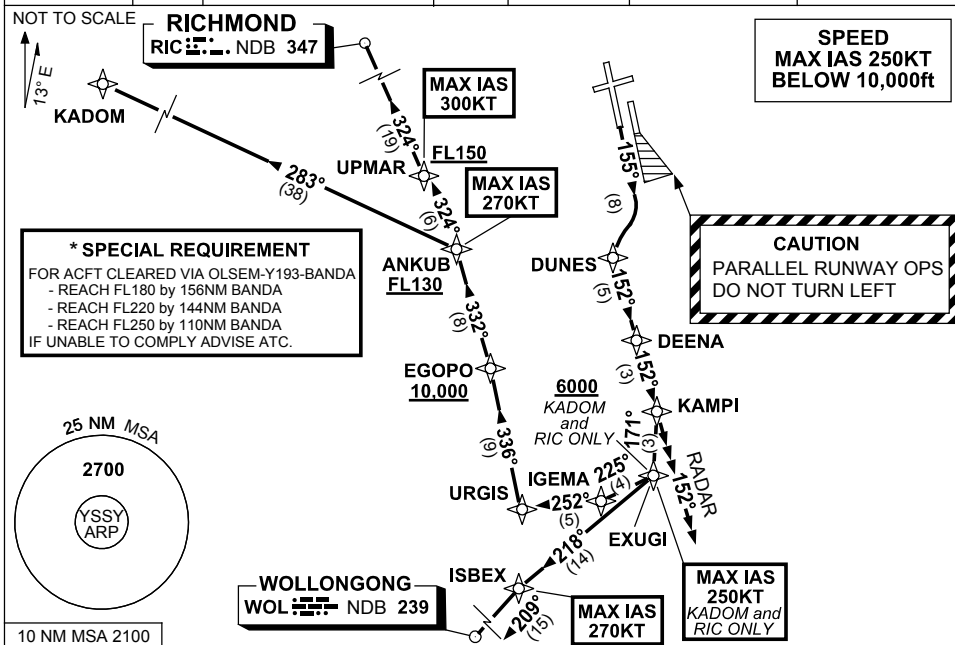 NOT TO SCALE
13° E
RICHMOND
RIC NDB 347
SPEED
MAX IAS 250KT
BELOW 10,000ft
KADOM
MAX IAS
300KT
324°
(19)
UPMAR
FL150
283°
(38)
MAX IAS
270KT
324°
(6)
155°
(8)
* SPECIAL REQUIREMENT
FOR ACFT CLEARED VIA OLSEM-Y193-BANDA
- REACH FL180 by 156NM BANDA
- REACH FL220 by 144NM BANDA
- REACH FL250 by 110NM BANDA
IF UNABLE TO COMPLY ADVISE ATC.
ANKUB
FL130
DUNES
CAUTION
PARALLEL RUNWAY OPS
DO NOT TURN LEFT
152°
(5)
332°
(8)
DEENA
EGOPO
10,000
152°
(3)
6000
KADOM
and
RIC ONLY
KAMPI
171°
(3)
336°
(9)
25 NM MSA
2700
YSSY
ARP
URGIS
IGEMA
225°
(4)
252°
(5)
RADAR
152°
EXUGI
218°
(14)
ISBEX
WOLLONGONG
WOL NDB 239
209°
(15)
MAX IAS
270KT
MAX IAS
250KT
KADOM and
RIC ONLY
10 NM MSA 2100